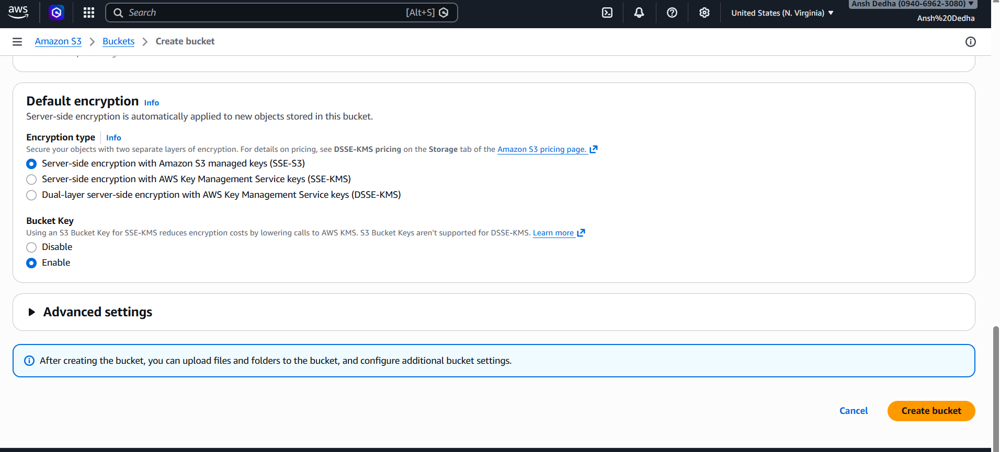 aws
Search [Alt+S]
United States (N. Virginia)
Ansh Dedha (0940-6962-3080)
Ansh%20Dedha
Amazon S3 > Buckets > Create bucket
Default encryption Info
Server-side encryption is automatically applied to new objects stored in this bucket.
Encryption type Info
Secure your objects with two separate layers of encryption. For details on pricing, see DSSE-KMS pricing on the Storage tab of the Amazon S3 pricing page.
Server-side encryption with Amazon S3 managed keys (SSE-S3)
Server-side encryption with AWS Key Management Service keys (SSE-KMS)
Dual-layer server-side encryption with AWS Key Management Service keys (DSSE-KMS)
Bucket Key
Using an S3 Bucket Key for SSE-KMS reduces encryption costs by lowering calls to AWS KMS. S3 Bucket Keys aren't supported for DSSE-KMS. Learn more
Disable
Enable
Advanced settings
After creating the bucket, you can upload files and folders to the bucket, and configure additional bucket settings.
Cancel
Create bucket